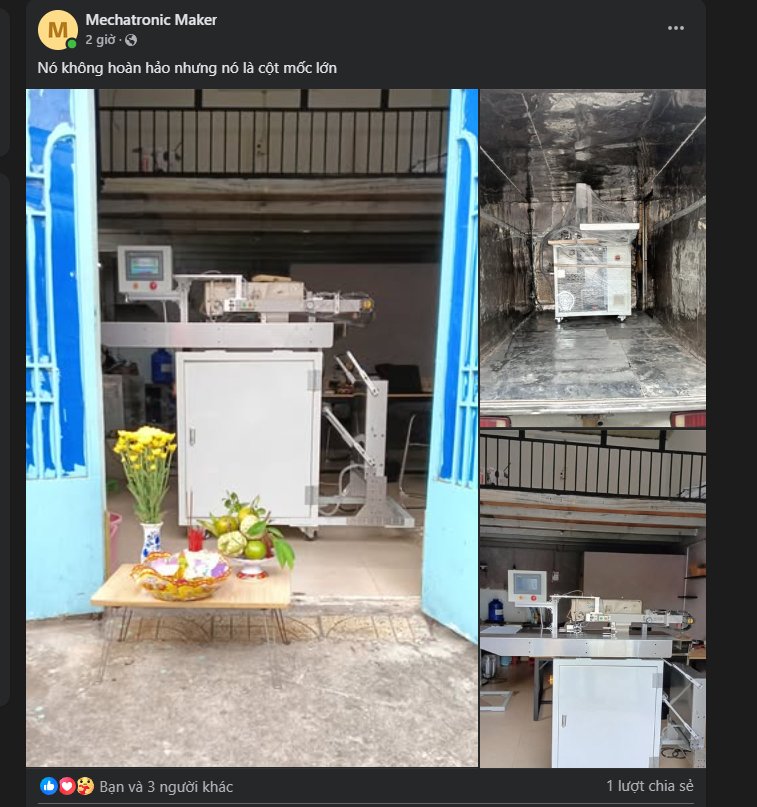 M
Mechatronic Maker
2 giờ ·
Nó không hoàn hảo nhưng nó là cột mốc lớn
Bạn và 3 người khác
1 lượt chia sẻ